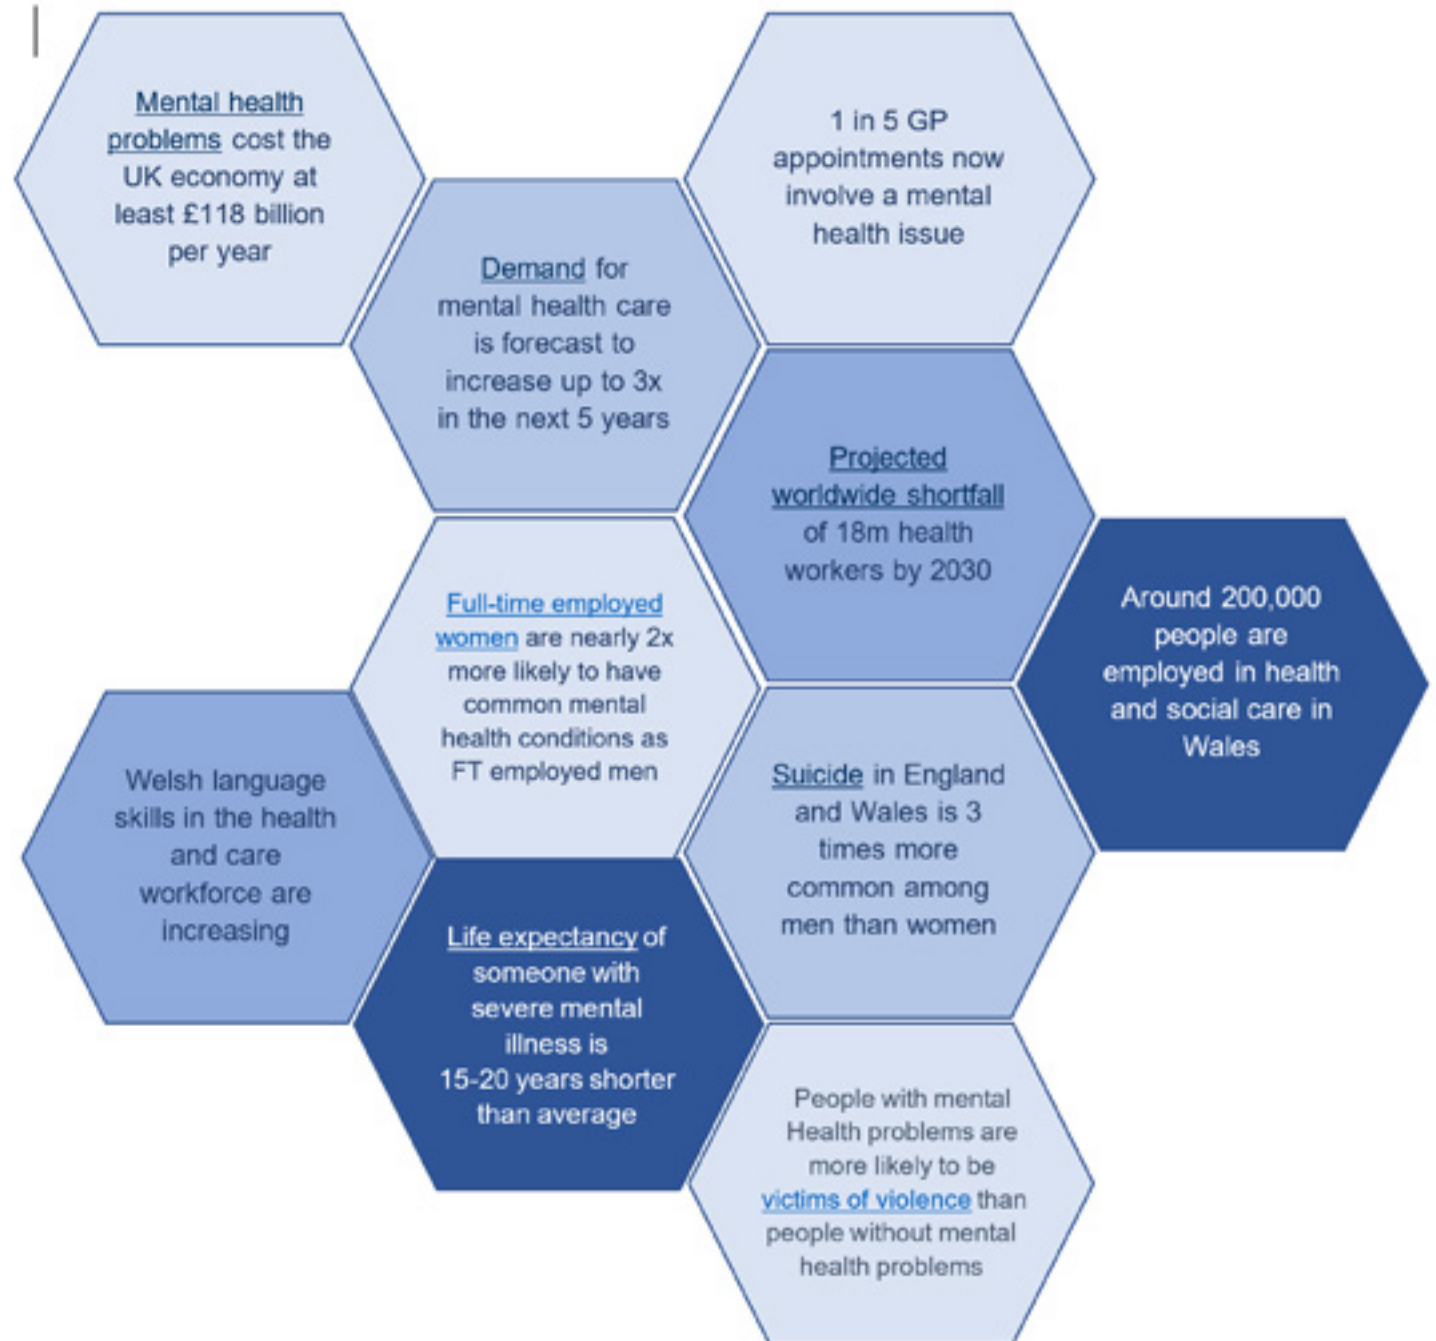 Mental health
problems cost the
UK economy at
least £118 billion
per year
1 in 5 GP
appointments now
involve a mental
health issue
Demand for
mental health care
is forecast to
increase up to 3x
in the next 5 years
Projected
worldwide shortfall
of 18m health
workers by 2030
Full-time employed
women are nearly 2x
more likely to have
common mental
health conditions as
FT employed men
Around 200,000
people are
employed in health
and social care in
Wales
Welsh language
skills in the health
and care
workforce are
increasing
Suicide in England
and Wales is 3
times more
common among
men than women
Life expectancy of
someone with
severe mental
illness is
15-20 years shorter
than average
People with mental
Health problems are
more likely to be
victims of violence than
people without mental
health problems